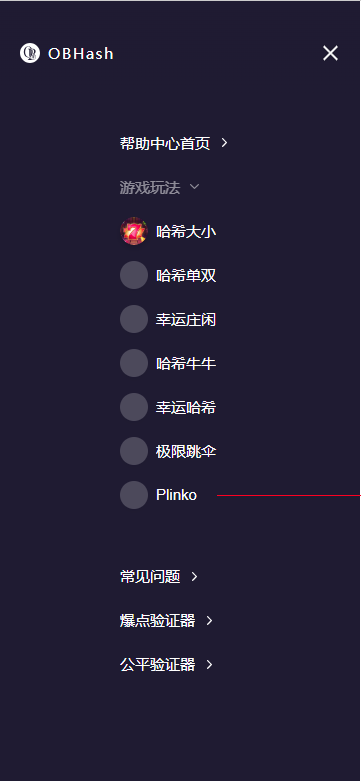 OBHash
帮助中心首页
游戏玩法
哈希大小
哈希单双
幸运庄闲
哈希牛牛
幸运哈希
极限跳伞
Plinko
常见问题
爆点验证器
公平验证器